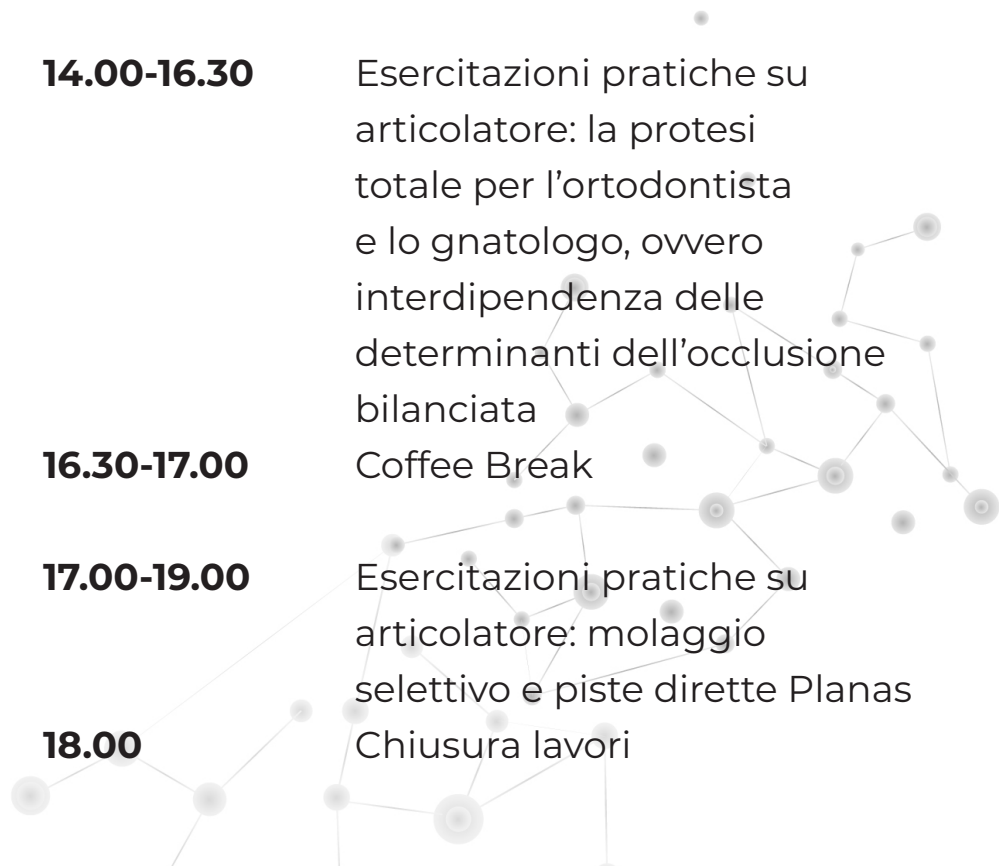 14.00-16.30 Esercitazioni pratiche su
articolatore: la protesi
totale per l’ortodontista
e lo gnatologo, ovvero
interdipendenza delle
determinanti dell’occlusione
bilanciata
16.30-17.00 Coffee Break
17.00-19.00 Esercitazioni pratiche su
articolatore: molaggio
selettivo e piste dirette Planas
18.00 Chiusura lavori